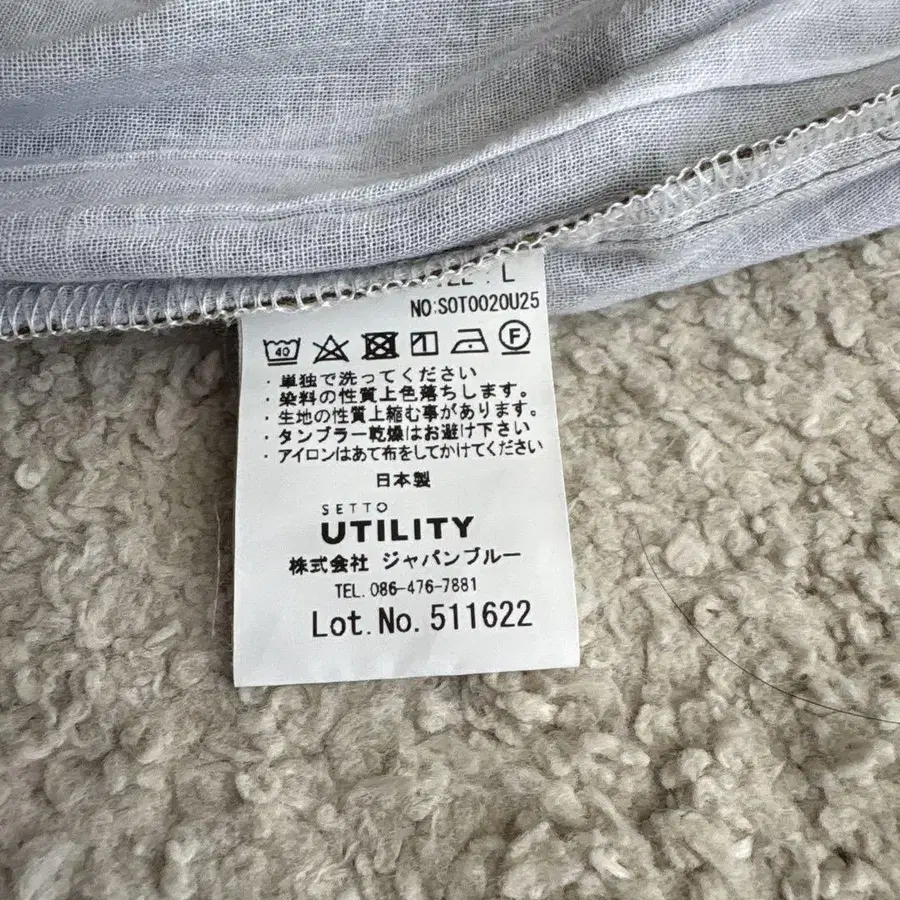 : L
NO:SOT0020U25
40 F
・単独で洗ってください
・染料の性質上色落ちします。
・生地の性質上縮む事があります。
・タンブラー乾燥はお避け下さい
・アイロンはあて布をしてかけてください
日本製
SETTO
UTILITY
株式会社 ジャパンブルー
TEL.086-476-7881
Lot.No.511622